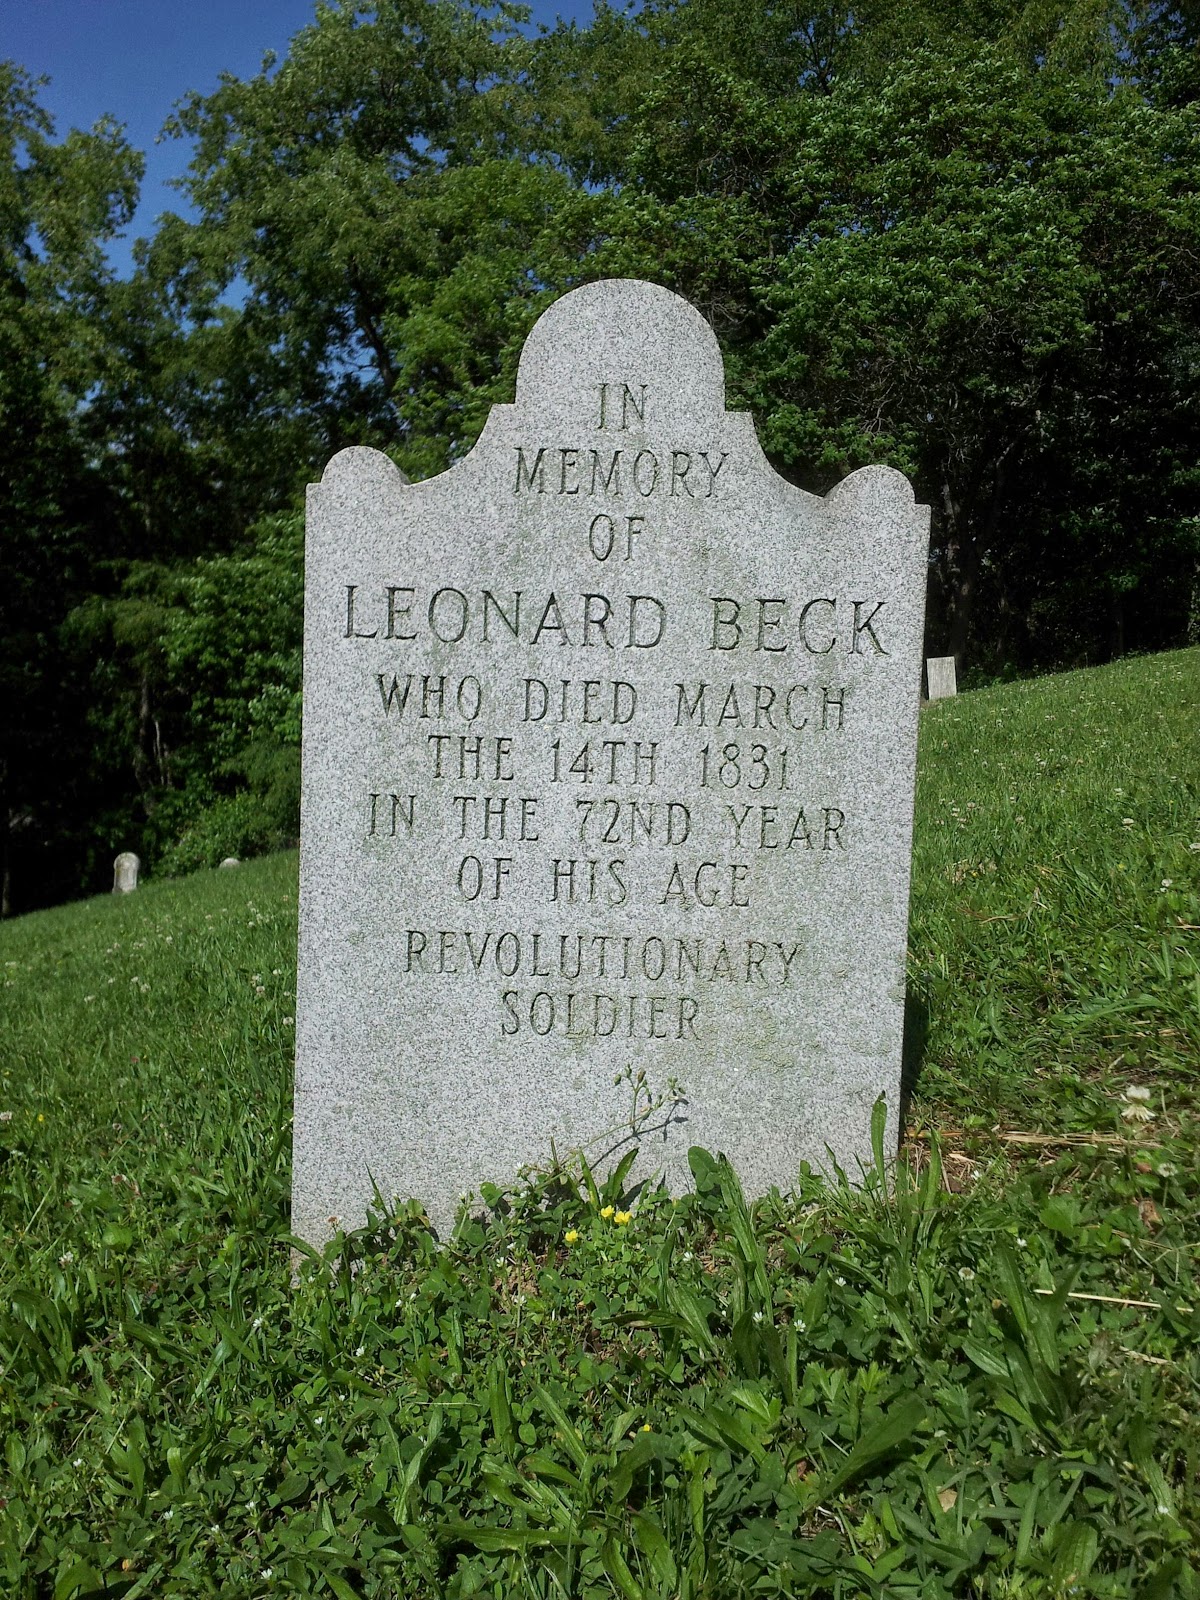 IN
MEMORY
OF
LEONARD BECK
WHO DIED MARCH
THE 14TH 1831
IN THE 72ND YEAR
OF HIS AGE
REVOLUTIONARY
SOLDIER